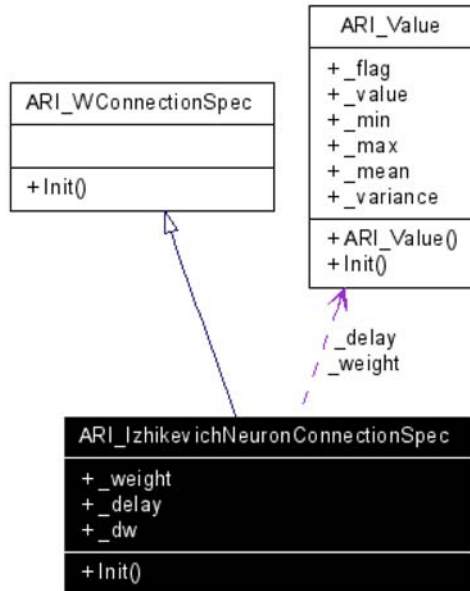 ARI_Value
+ _flag
+ _value
+ _min
+ _max
+ _mean
+ _variance
+ ARI_Value()
+ Init()
ARI_WConnectionSpec
+ Init()
_delay
_weight
ARI_IzhikevichNeuronConnectionSpec
+ _weight
+ _delay
+ _dw
+ Init()